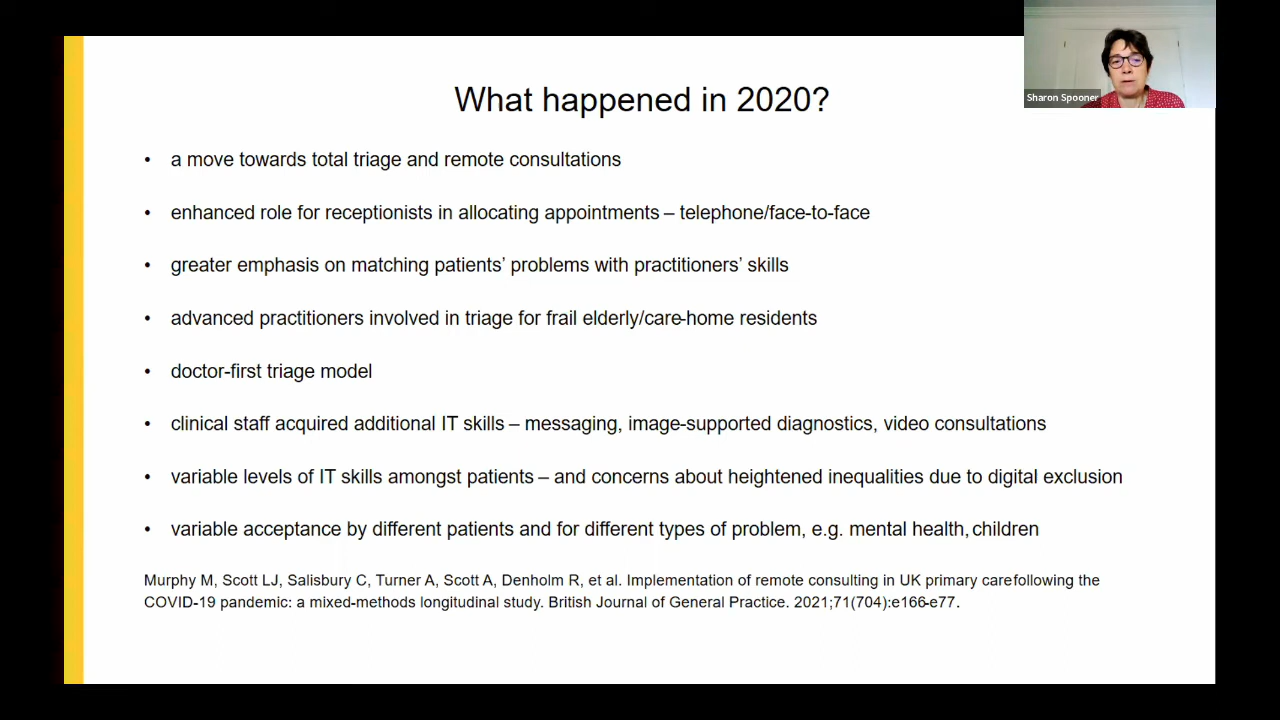 What happened in 2020?
Sharon Spooner
• a move towards total triage and remote consultations
• enhanced role for receptionists in allocating appointments – telephone/face-to-face
• greater emphasis on matching patients’ problems with practitioners’ skills
• advanced practitioners involved in triage for frail elderly/care-home residents
• doctor-first triage model
• clinical staff acquired additional IT skills – messaging, image-supported diagnostics, video consultations
• variable levels of IT skills amongst patients – and concerns about heightened inequalities due to digital exclusion
• variable acceptance by different patients and for different types of problem, e.g. mental health, children
Murphy M, Scott LJ, Salisbury C, Turner A, Scott A, Denholm R, et al. Implementation of remote consulting in UK primary care following the
COVID-19 pandemic: a mixed-methods longitudinal study. British Journal of General Practice. 2021;71(704):e166-e77.